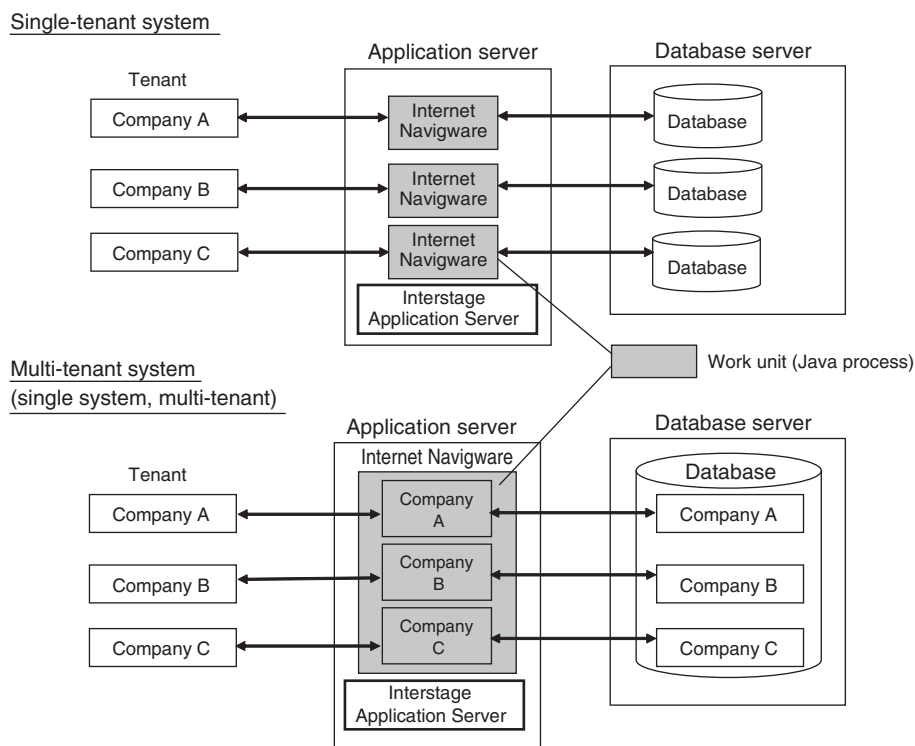 Single-tenant system
Application server
Database server
Tenant
Company A
Internet
Navigware
Database
Company B
Internet
Navigware
Database
Company C
Internet
Navigware
Database
Interstage
Application Server
Work unit (Java process)
Multi-tenant system
(single system, multi-tenant)
Application server
Database server
Internet Navigware
Tenant
Database
Company A
Company
A
Company A
Company B
Company
B
Company B
Company C
Company
C
Company C
Interstage
Application Server